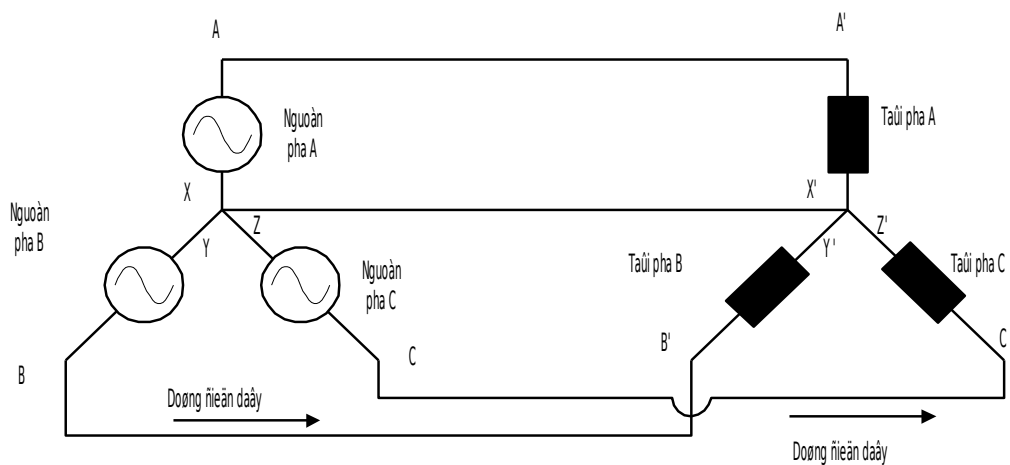 A
A'
Nguoàn
pha A
Taûi pha A
X
X'
Nguoàn
pha B
Z
Y
Z'
Y '
Nguoàn
pha C
Taûi pha B
Taûi pha C
B'
C
C
B
Doøng ñieän daây
Doøng ñieän daây